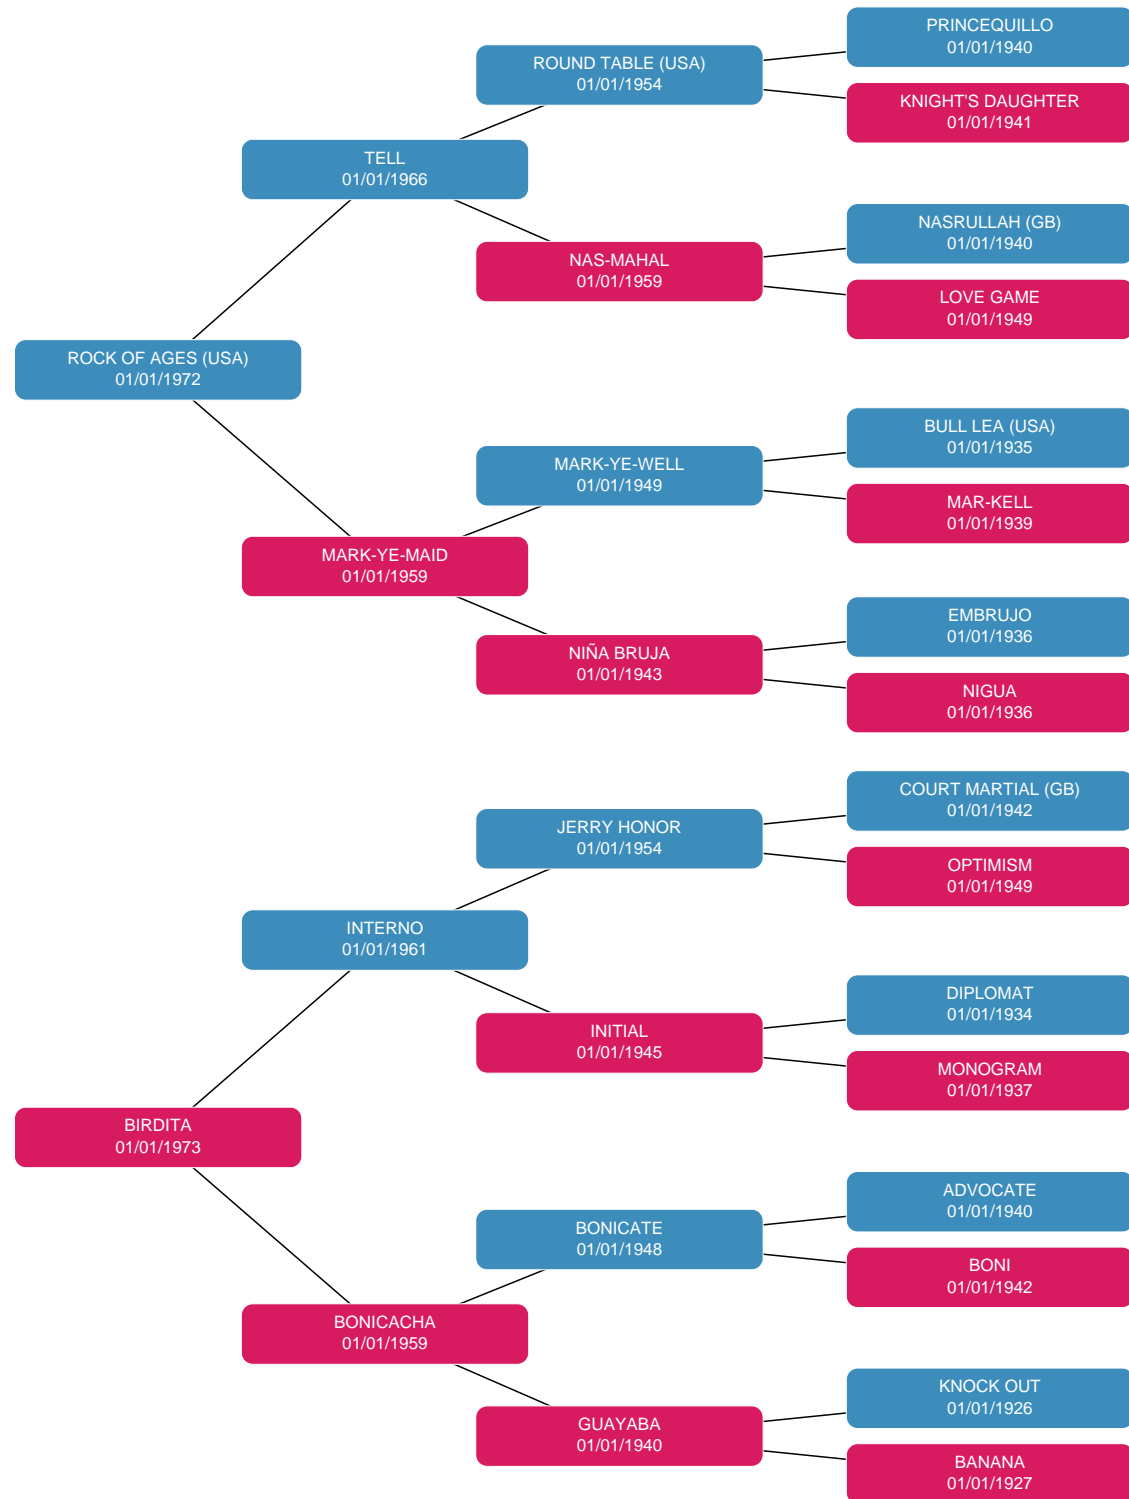 PRINCEQUILLO
01/01/1940
ROUND TABLE (USA)
01/01/1954
KNIGHT'S DAUGHTER
01/01/1941
TELL
01/01/1966
NASRULLAH (GB)
01/01/1940
NAS-MAHAL
01/01/1959
LOVE GAME
01/01/1949
ROCK OF AGES (USA)
01/01/1972
BULL LEA (USA)
01/01/1935
MARK-YE-WELL
01/01/1949
MAR-KELL
01/01/1939
MARK-YE-MAID
01/01/1959
EMBRUJO
01/01/1936
NIÑA BRUJA
01/01/1943
NIGUA
01/01/1936
COURT MARTIAL (GB)
01/01/1942
JERRY HONOR
01/01/1954
OPTIMISM
01/01/1949
INTERNO
01/01/1961
DIPLOMAT
01/01/1934
INITIAL
01/01/1945
MONOGRAM
01/01/1937
BIRDITA
01/01/1973
ADVOCATE
01/01/1940
BONICATE
01/01/1948
BONI
01/01/1942
BONICACHA
01/01/1959
KNOCK OUT
01/01/1926
GUAYABA
01/01/1940
BANANA
01/01/1927